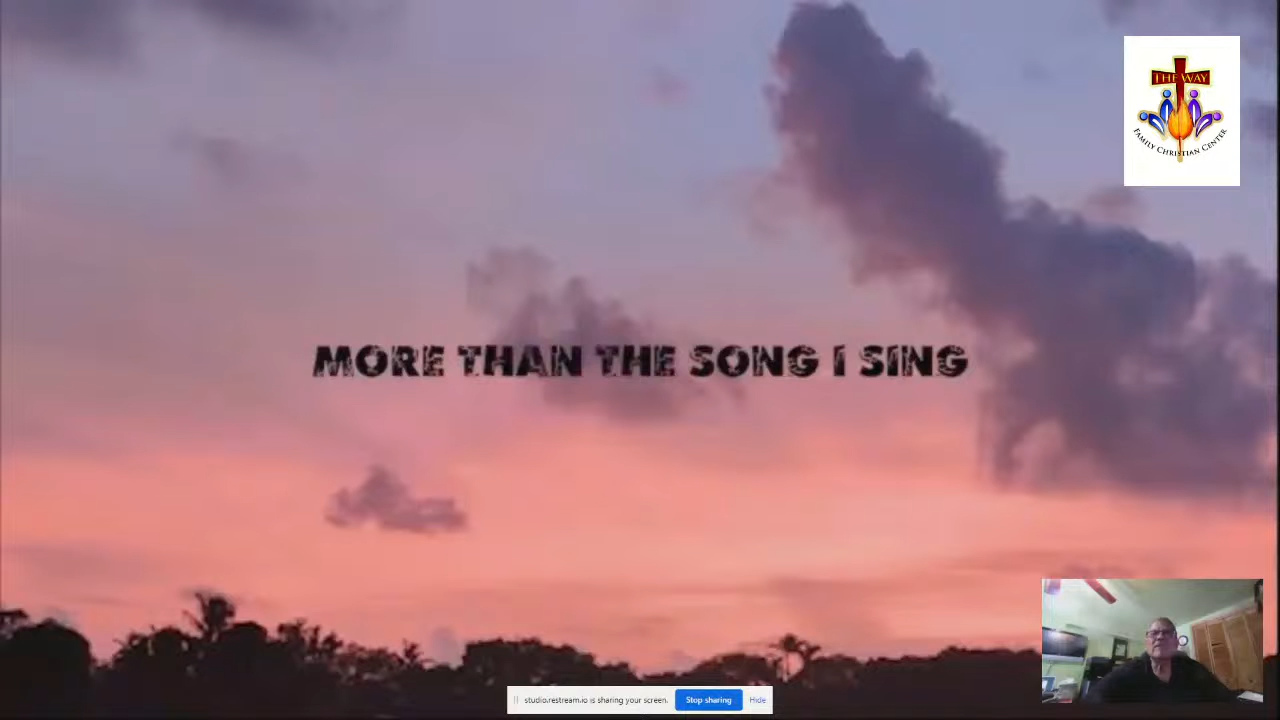 THE WAY
FAMILY CHRISTIAN CENTER
MORE THAN THE SONG I SING
studio.restream.io is sharing your screen.
Stop sharing
Hide